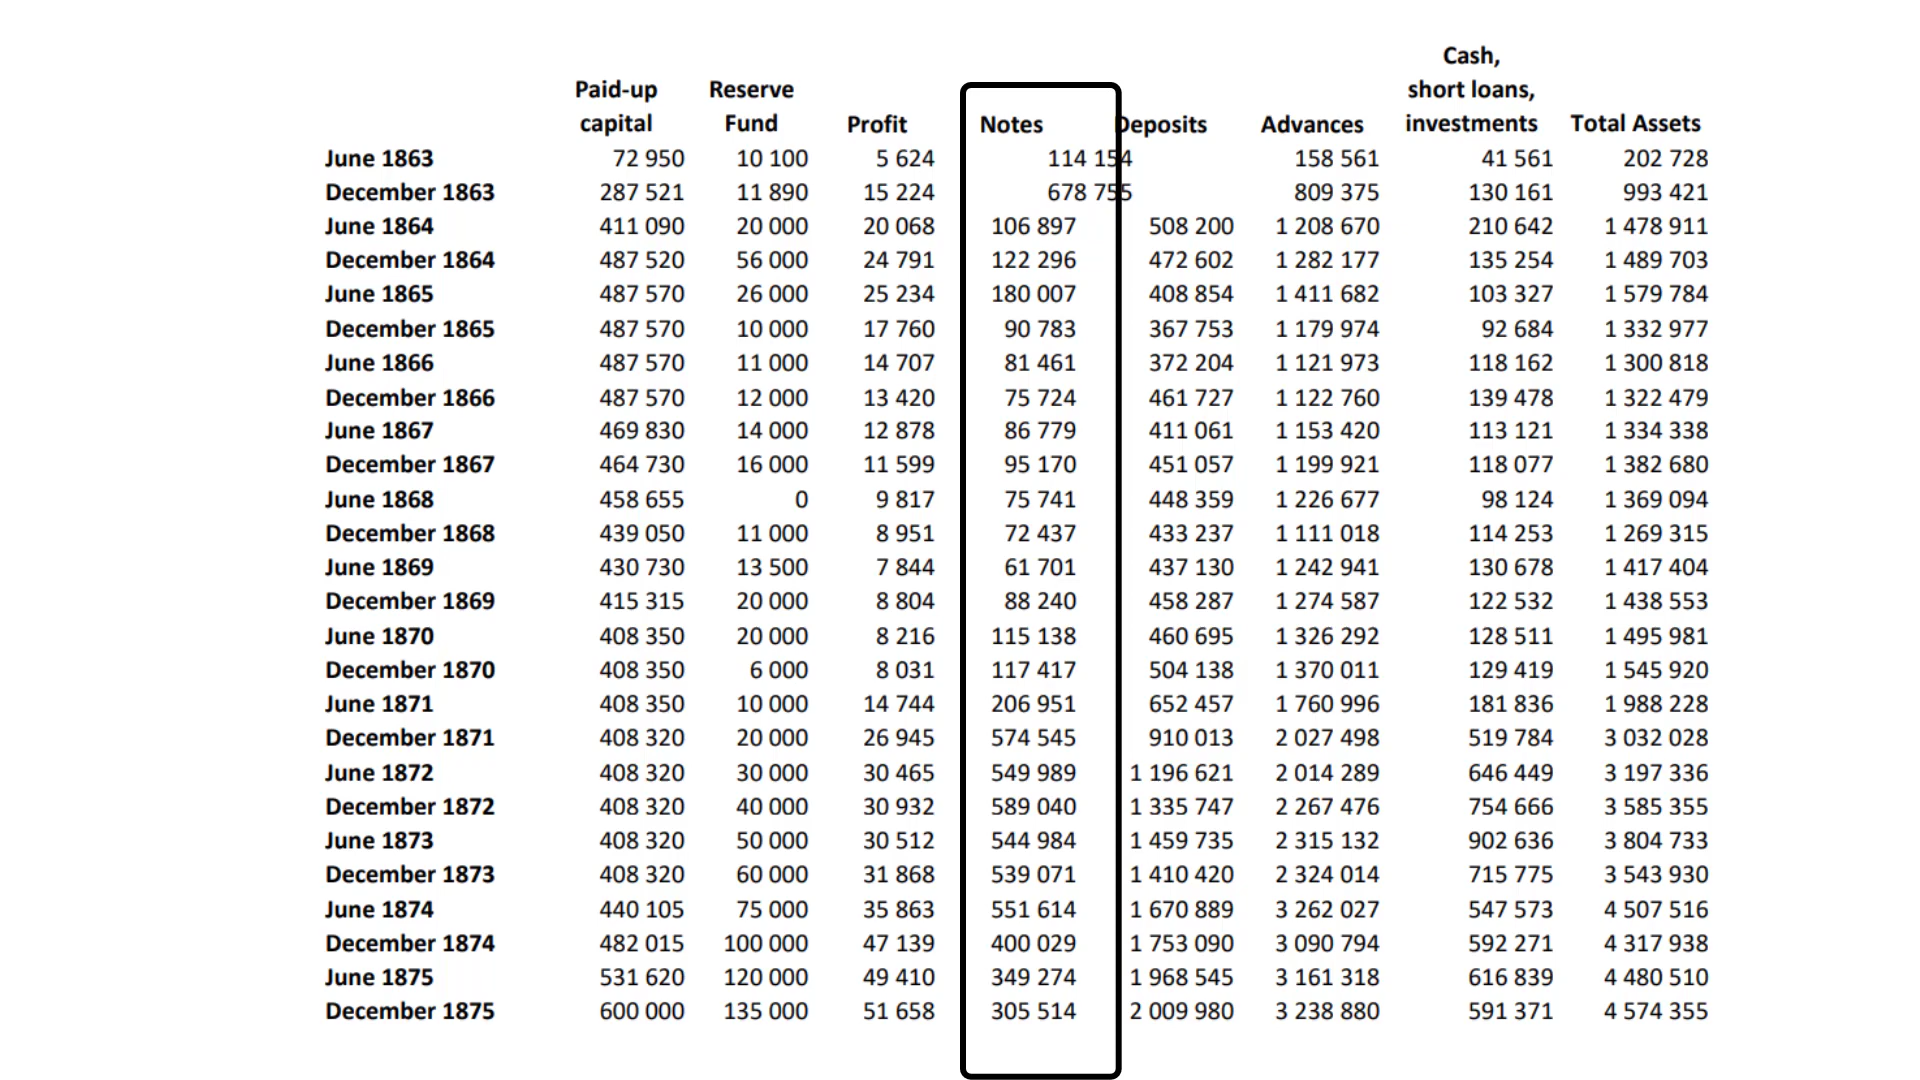 Cash,
Paid-up Reserve short loans,
capital Fund Profit Notes Deposits Advances investments Total Assets
June 1863 72 950 10 100 5 624 114 154 158 561 41 561 202 728
December 1863 287 521 11 890 15 224 678 755 809 375 130 161 993 421
June 1864 411 090 20 000 20 068 106 897 508 200 1 208 670 210 642 1 478 911
December 1864 487 520 56 000 24 791 122 296 472 602 1 282 177 135 254 1 489 703
June 1865 487 570 26 000 25 234 180 007 408 854 1 411 682 103 327 1 579 784
December 1865 487 570 10 000 17 760 90 783 367 753 1 179 974 92 684 1 332 977
June 1866 487 570 11 000 14 707 81 461 372 204 1 121 973 118 162 1 300 818
December 1866 487 570 12 000 13 420 75 724 461 727 1 122 760 139 478 1 322 479
June 1867 469 830 14 000 12 878 86 779 411 061 1 153 420 113 121 1 334 338
December 1867 464 730 16 000 11 599 95 170 451 057 1 199 921 118 077 1 382 680
June 1868 458 655 0 9 817 75 741 448 359 1 226 677 98 124 1 369 094
December 1868 439 050 11 000 8 951 72 437 433 237 1 111 018 114 253 1 269 315
June 1869 430 730 13 500 7 844 61 701 437 130 1 242 941 130 678 1 417 404
December 1869 415 315 20 000 8 804 88 240 458 287 1 274 587 122 532 1 438 553
June 1870 408 350 20 000 8 216 115 138 460 695 1 326 292 128 511 1 495 981
December 1870 408 350 6 000 8 031 117 417 504 138 1 370 011 129 419 1 545 920
June 1871 408 350 10 000 14 744 206 951 652 457 1 760 996 181 836 1 988 228
December 1871 408 320 20 000 26 945 574 545 910 013 2 027 498 519 784 3 032 028
June 1872 408 320 30 000 30 465 549 989 1 196 621 2 014 289 646 449 3 197 336
December 1872 408 320 40 000 30 932 589 040 1 335 747 2 267 476 754 666 3 585 355
June 1873 408 320 50 000 30 512 544 984 1 459 735 2 315 132 902 636 3 804 733
December 1873 408 320 60 000 31 868 539 071 1 410 420 2 324 014 715 775 3 543 930
June 1874 440 105 75 000 35 863 551 614 1 670 889 3 262 027 547 573 4 507 516
December 1874 482 015 100 000 47 139 400 029 1 753 090 3 090 794 592 271 4 317 938
June 1875 531 620 120 000 49 410 349 274 1 968 545 3 161 318 616 839 4 480 510
December 1875 600 000 135 000 51 658 305 514 2 009 980 3 238 880 591 371 4 574 355